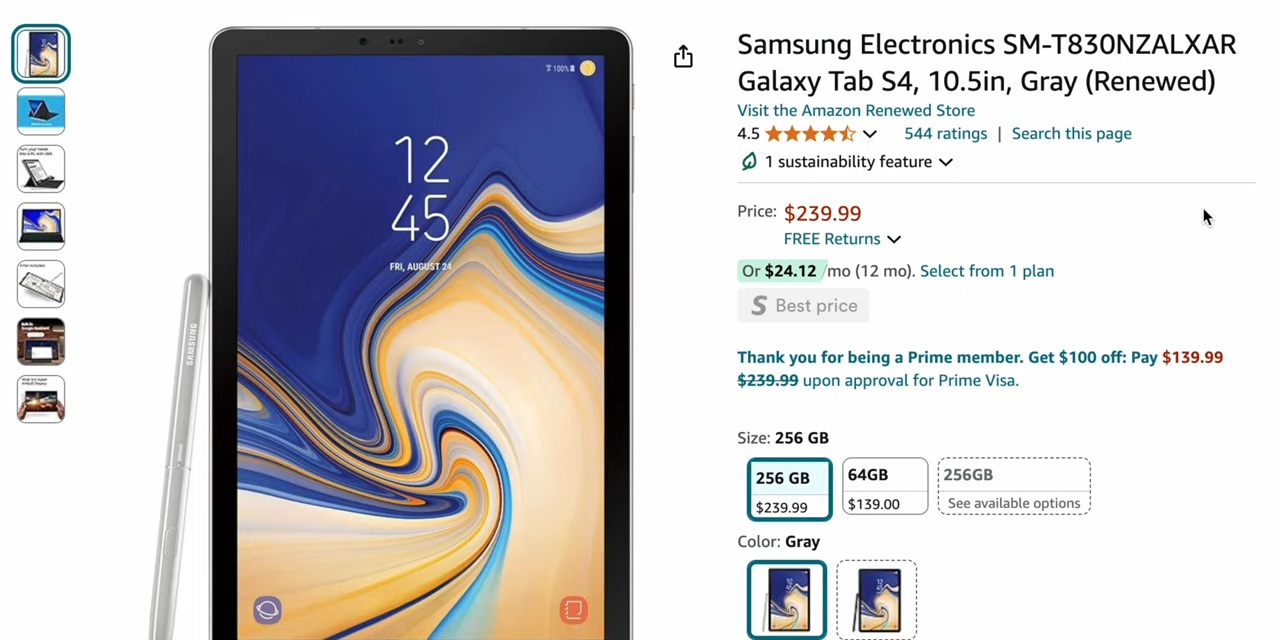 Samsung Electronics SM-T830NZALXAR
Galaxy Tab S4, 10.5in, Gray (Renewed)
Visit the Amazon Renewed Store
4.5 544 ratings | Search this page
1 sustainability feature
Price: $239.99
FREE Returns
Or $24.12 /mo (12 mo). Select from 1 plan
S Best price
Thank you for being a Prime member. Get $100 off: Pay $139.99
$239.99 upon approval for Prime Visa.
Size: 256 GB
256 GB
$239.99
64GB
$139.00
256GB
See available options
Color: Gray
100%
12
45
FRI, AUGUST 24
SAMSUNG